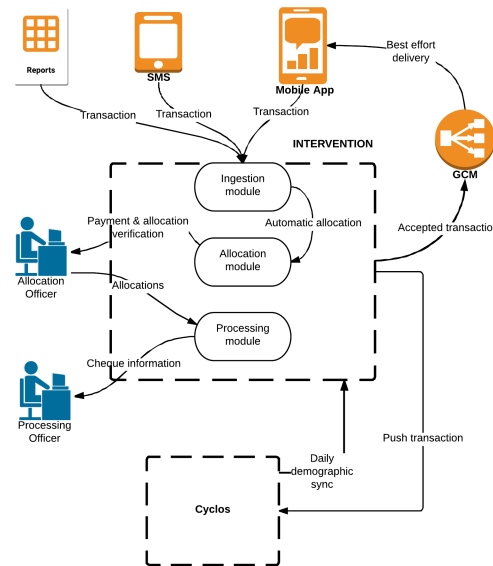 Reports
SMS
Mobile App
Best effort
delivery
Transaction
Transaction
Transaction
INTERVENTION
GCM
Ingestion
module
Payment & allocation
verification
Automatic allocation
Accepted transactio
Allocation
module
Allocation
Officer
Allocations
Processing
module
Cheque information
Processing
Officer
Push transaction
Daily
demographic
sync
Cyclos